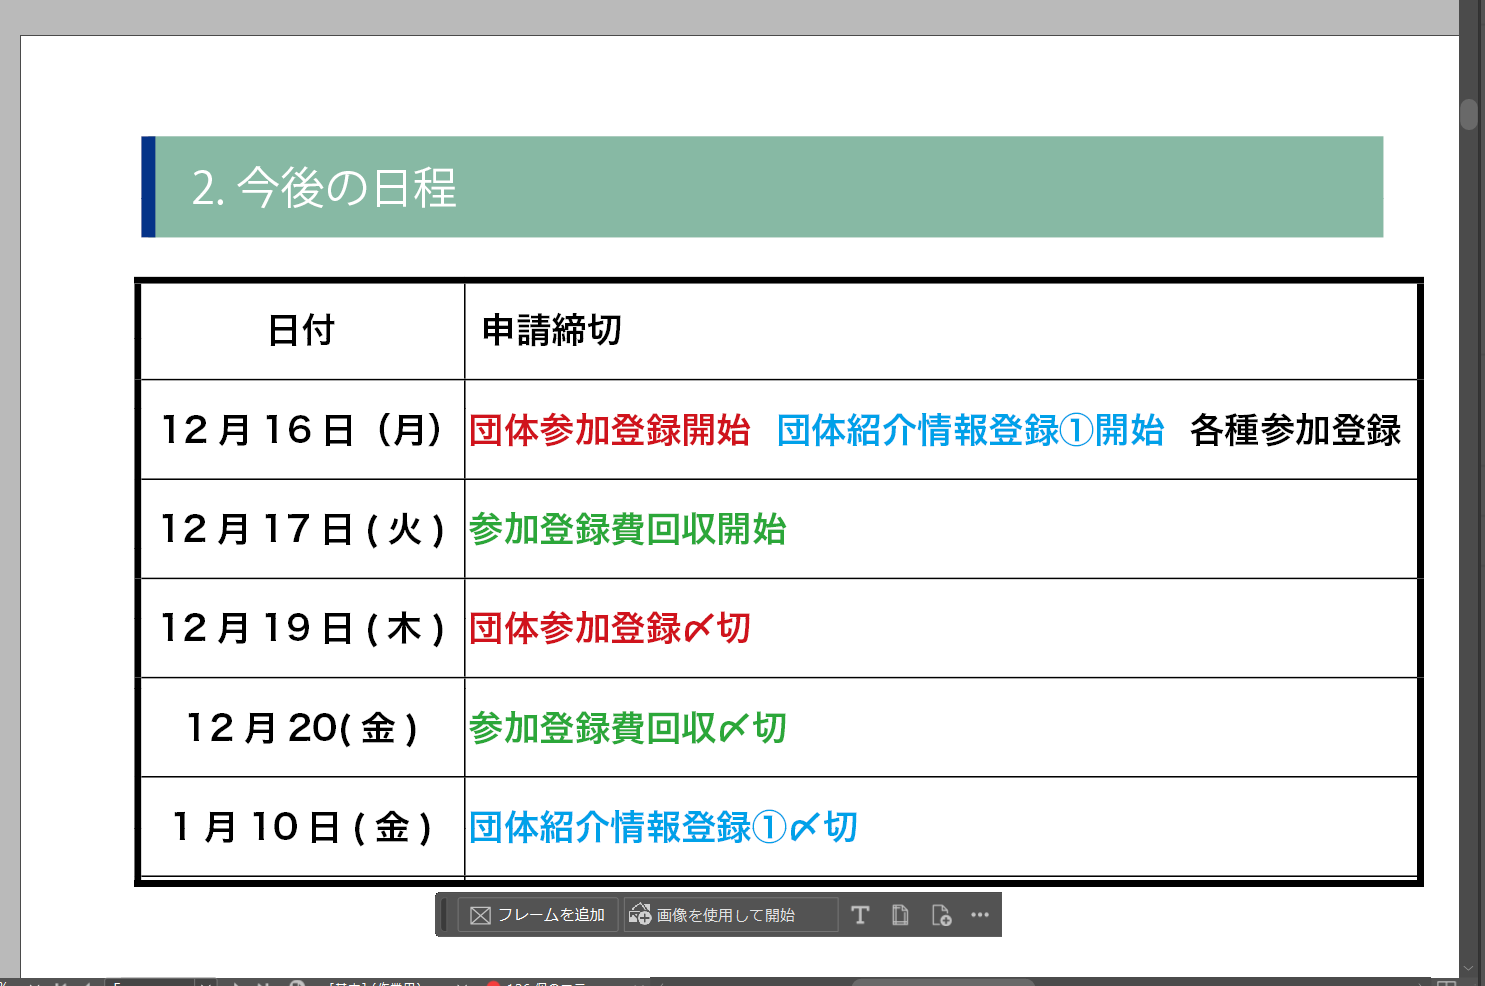 2. 今後の日程
日付 申請締切
12月16日（月） 団体参加登録開始 団体紹介情報登録①開始 各種参加登録
12月17日(火) 参加登録費回収開始
12月19日(木) 団体参加登録〆切
12月20(金) 参加登録費回収〆切
1月10日(金) 団体紹介情報登録①〆切
フレームを追加 画像を使用して開始